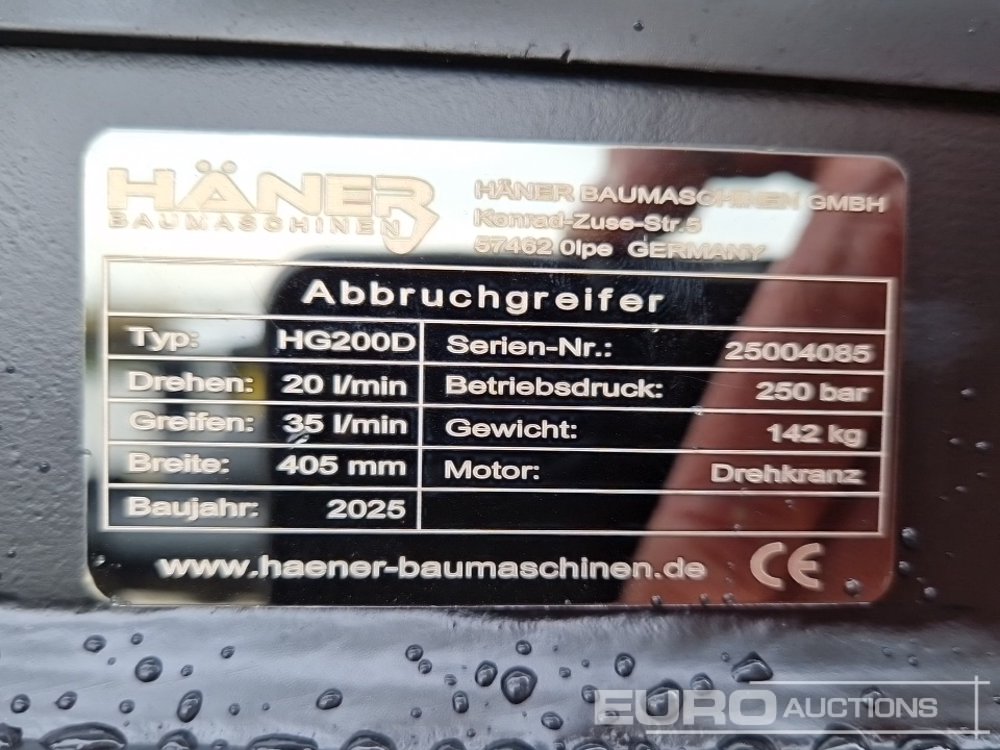 HÄNER
BAUMASCHINEN
HÄNER BAUMASCHINEN GMBH
Konrad-Zuse-Str.5
57462 Olpe GERMANY
Abbruchgreifer
Typ: HG200D Serien-Nr.: 25004085
Drehen: 20 l/min Betriebsdruck: 250 bar
Greifen: 35 l/min Gewicht: 142 kg
Breite: 405 mm Motor: Drehkranz
Baujahr: 2025
www.haener-baumaschinen.de CE
EURO AUCTIONS